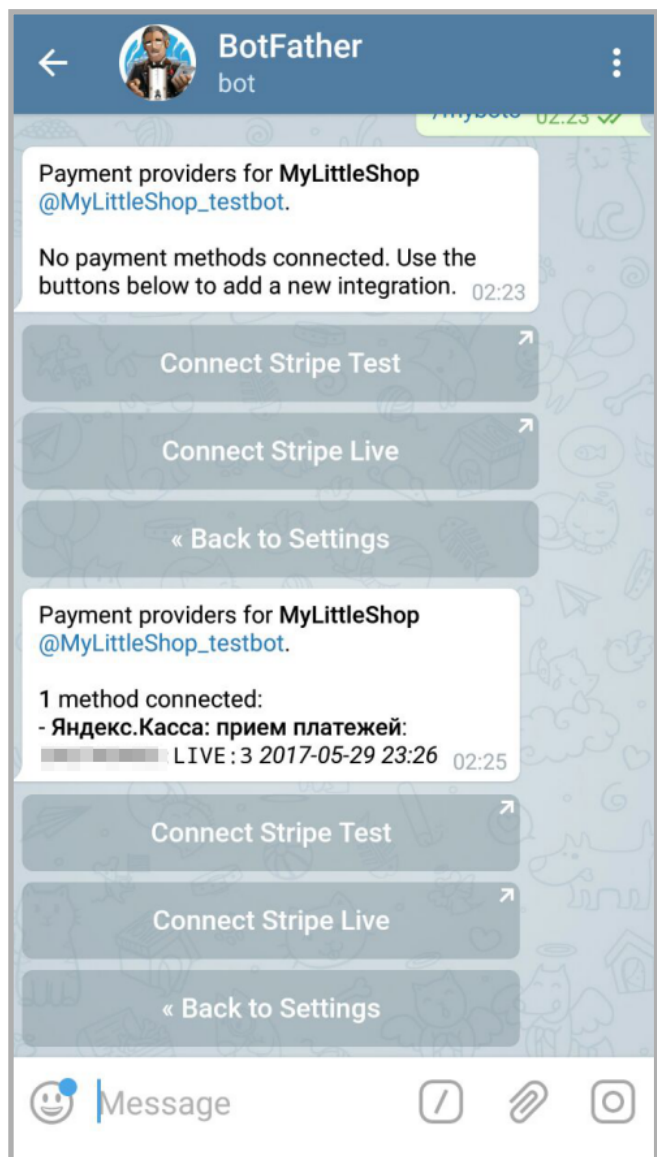 BotFather
bot
/mybots 02:23
Payment providers for MyLittleShop
@MyLittleShop_testbot.
No payment methods connected. Use the
buttons below to add a new integration. 02:23
Connect Stripe Test
Connect Stripe Live
« Back to Settings
Payment providers for MyLittleShop
@MyLittleShop_testbot.
1 method connected:
- Яндекс.Касса: прием платежей:
LIVE:3 2017-05-29 23:26 02:25
Connect Stripe Test
Connect Stripe Live
« Back to Settings
Message